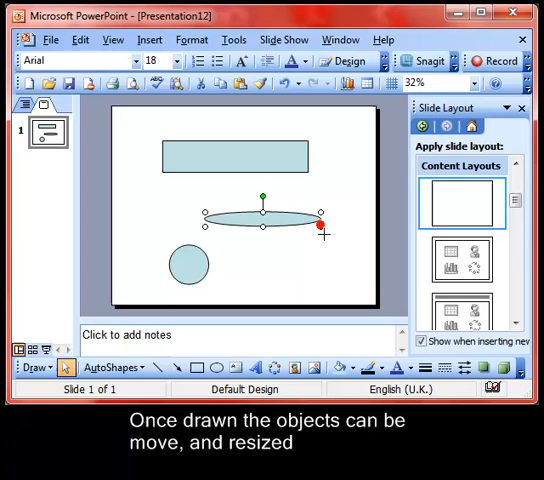 Microsoft PowerPoint - [Presentation12]
File Edit View Insert Format Tools Slide Show Window Help
Arial 18 B I U S A Design Snagit Record
32%
Slide Layout
Apply slide layout:
Content Layouts
1
Click to add notes
Show when inserting new
Draw AutoShapes A A
Slide 1 of 1 Default Design English (U.K.)
Once drawn the objects can be
move, and resized